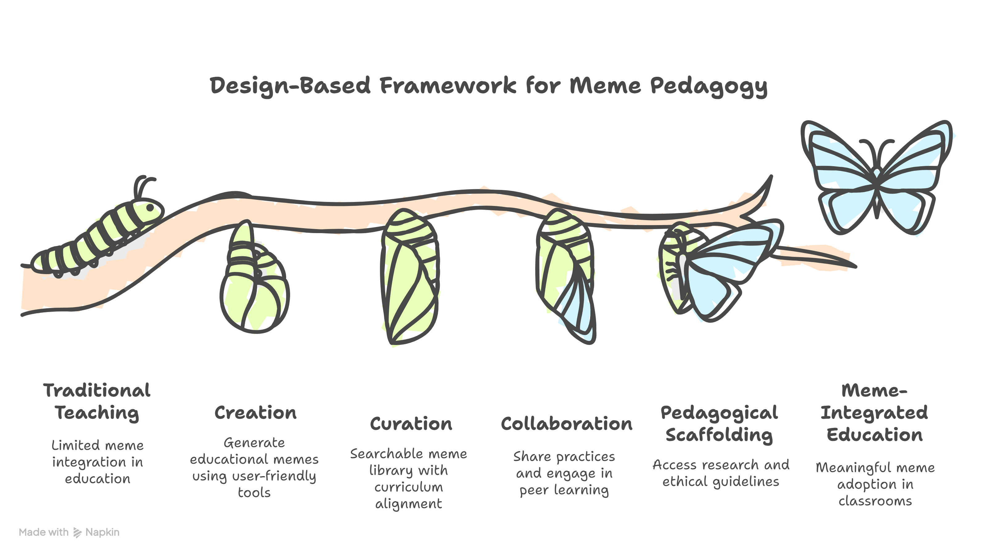 Design-Based Framework for Meme Pedagogy
Traditional
Teaching
Limited meme
integration in
education
Creation
Generate
educational memes
using user-friendly
tools
Curation
Searchable meme
library with
curriculum
alignment
Collaboration
Share practices
and engage in
peer learning
Pedagogical
Scaffolding
Access research and
ethical guidelines
Meme-
Integrated
Education
Meaningful meme
adoption in
classrooms
Made with Napkin